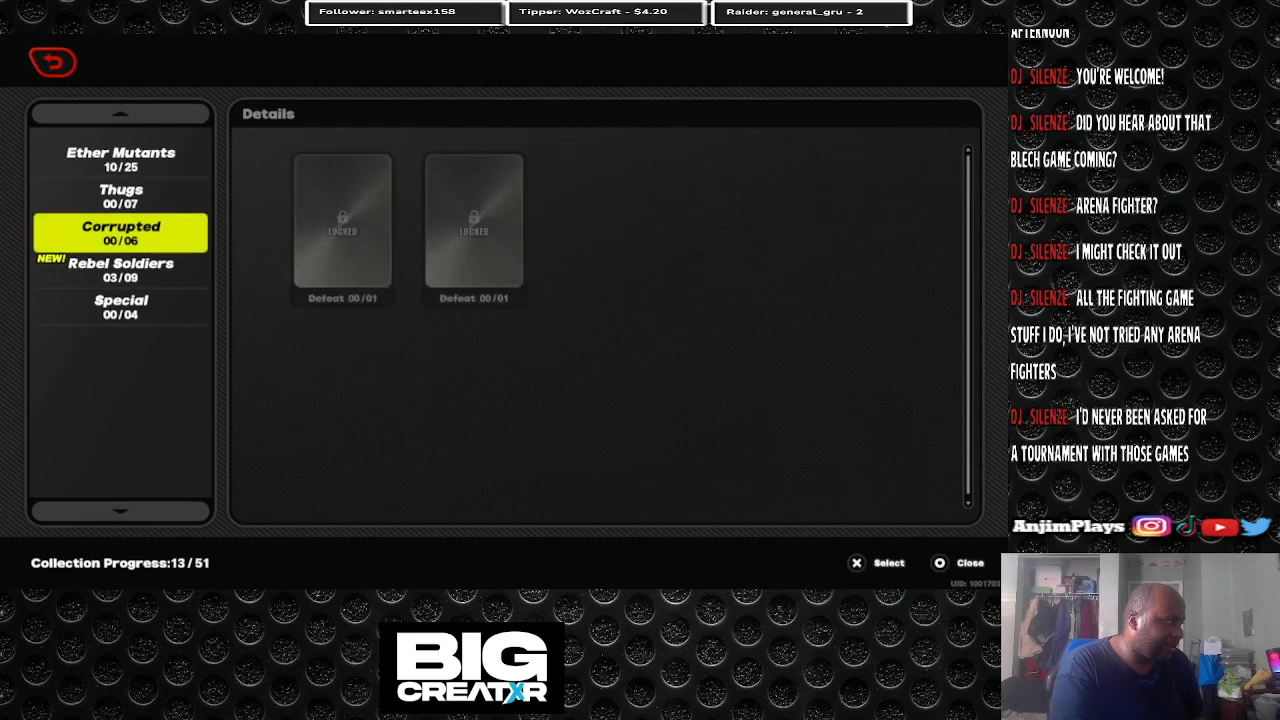 Follower: smarteex158
Tipper: WozCraft - $4.20
Raider: general_gru - 2
AFTERNOON
DJ_SILENZE: YOU'RE WELCOME!
DJ_SILENZE: DID YOU HEAR ABOUT THAT
BLECH GAME COMING?
DJ_SILENZE: ARENA FIGHTER?
DJ_SILENZE: I MIGHT CHECK IT OUT
DJ_SILENZE: ALL THE FIGHTING GAME
STUFF I DO, I'VE NOT TRIED ANY ARENA
FIGHTERS
DJ_SILENZE: I'D NEVER BEEN ASKED FOR
A TOURNAMENT WITH THOSE GAMES
AnjimPlays
Details
Ether Mutants
10/25
Thugs
00/07
Corrupted
00/06
NEW! Rebel Soldiers
03/09
Special
00/04
LOCKED
Defeat 00/01
LOCKED
Defeat 00/01
Collection Progress:13/51
Select
Close
UID: 1001703
BIG
CREATXR